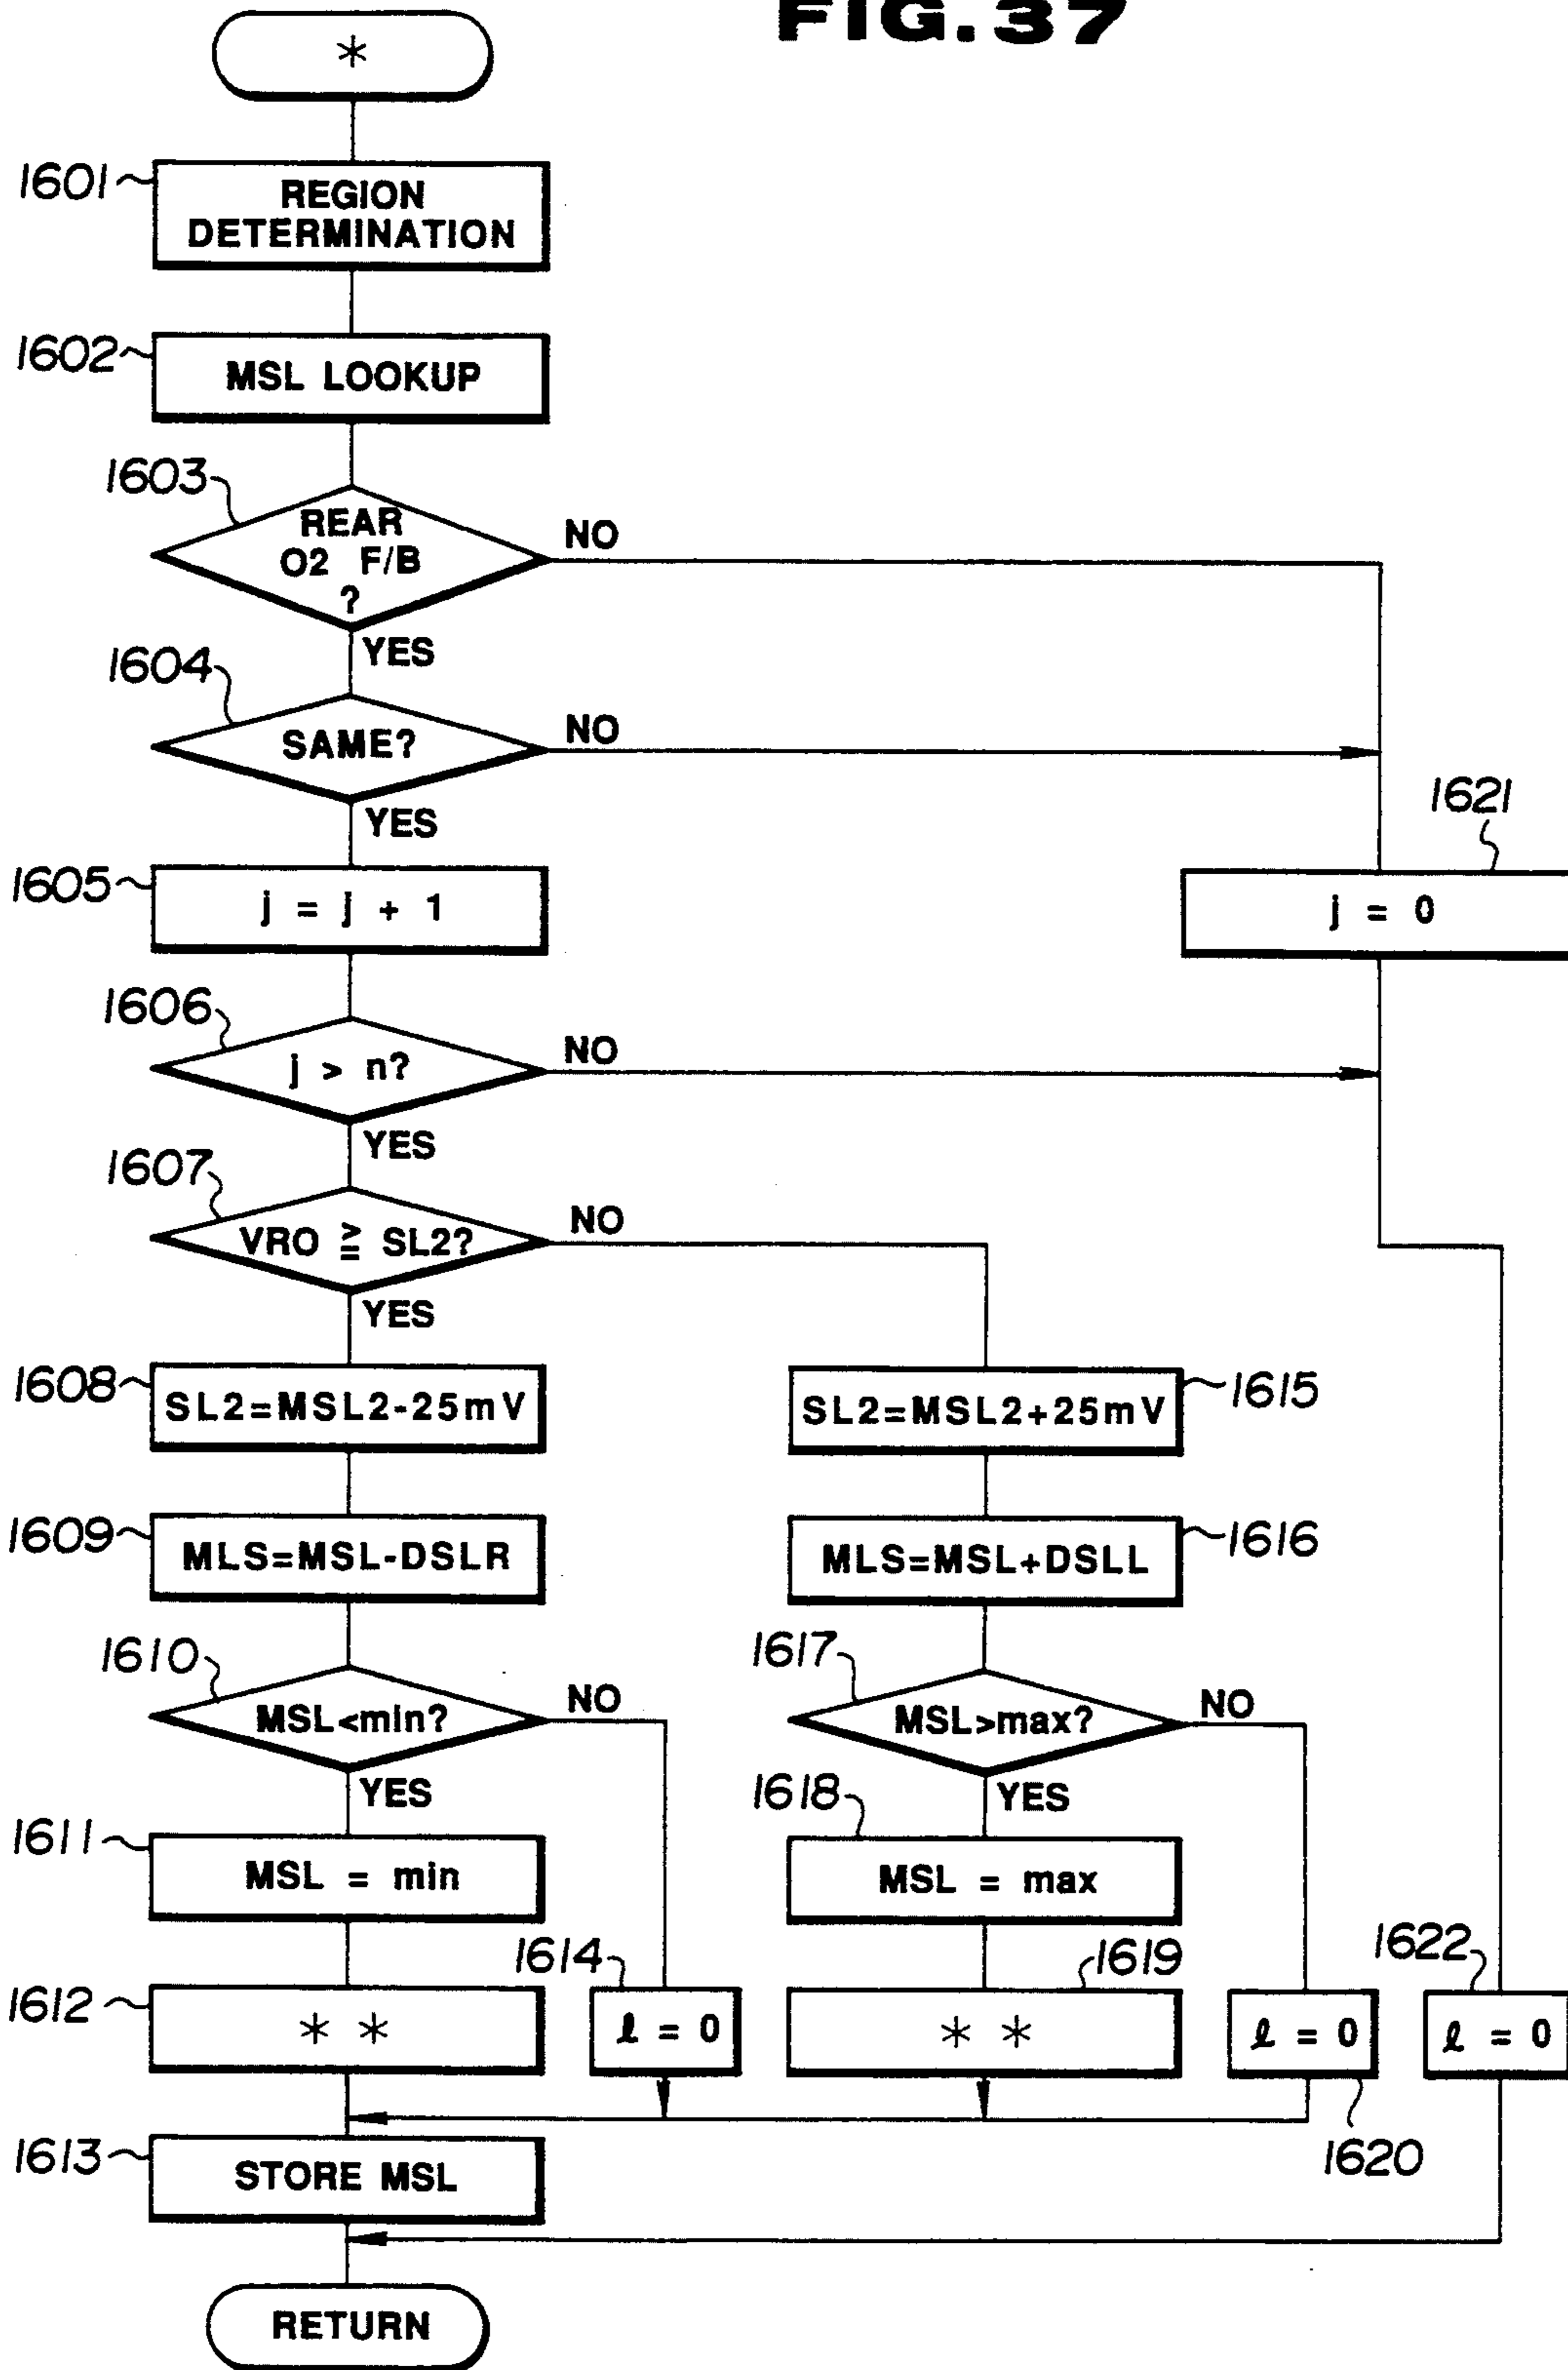 FIG.37
*
1601
REGION
DETERMINATION
1602
MSL LOOKUP
1603
REAR
O2 F/B
?
NO
YES
1604
SAME?
NO
YES
1621
1605
j = j + 1
j = 0
1606
j > n?
NO
YES
1607
VRO ≧ SL2?
NO
YES
1608
SL2=MSL2-25mV
SL2=MSL2+25mV
1615
1609
MLS=MSL-DSLR
MLS=MSL+DSLL
1616
1610
MSL<min?
NO
YES
1617
MSL>max?
NO
YES
1611
MSL = min
1618
MSL = max
1612
* *
1614
ℓ = 0
1619
* *
ℓ = 0
1620
1622
ℓ = 0
1613
STORE MSL
RETURN